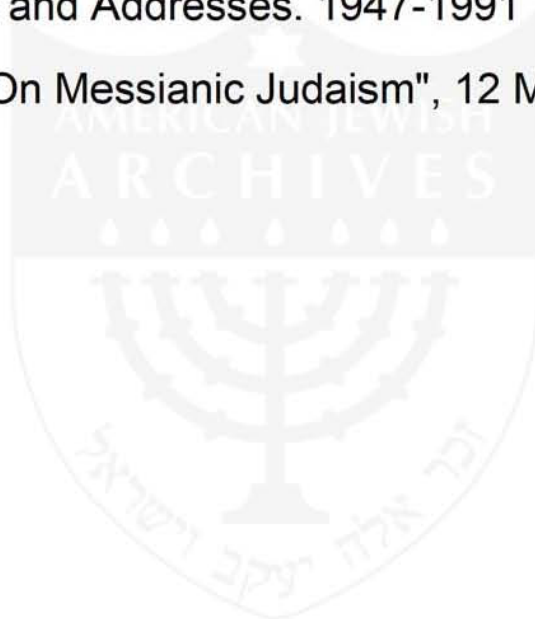 and Addresses. 1947-1991
On Messianic Judaism", 12 M
AMERICAN JEWISH
ARCHIVES
זכר אלה יעקב וישראל